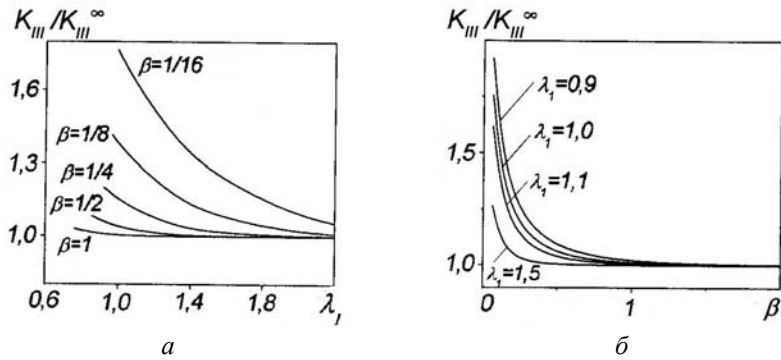 K_III / K_III^∞
1,6
1,3
1,0
β=1/16
β=1/8
β=1/4
β=1/2
β=1
0,6 1,0 1,4 1,8 λ_1
а
K_III / K_III^∞
1,5
1,0
λ_1=0,9
λ_1=1,0
λ_1=1,1
λ_1=1,5
0 1 β
б